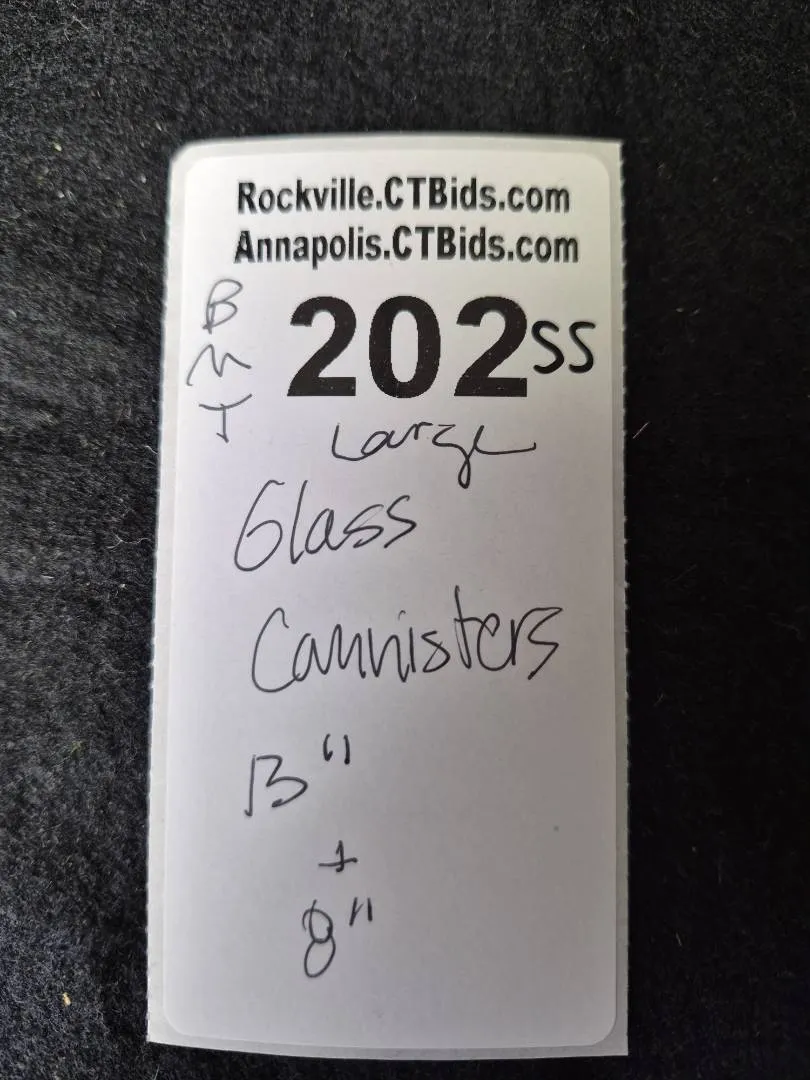 Rockville.CTBids.com
Annapolis.CTBids.com
B
M
T
202SS
Large
Glass
Cannisters
13"
+
8"